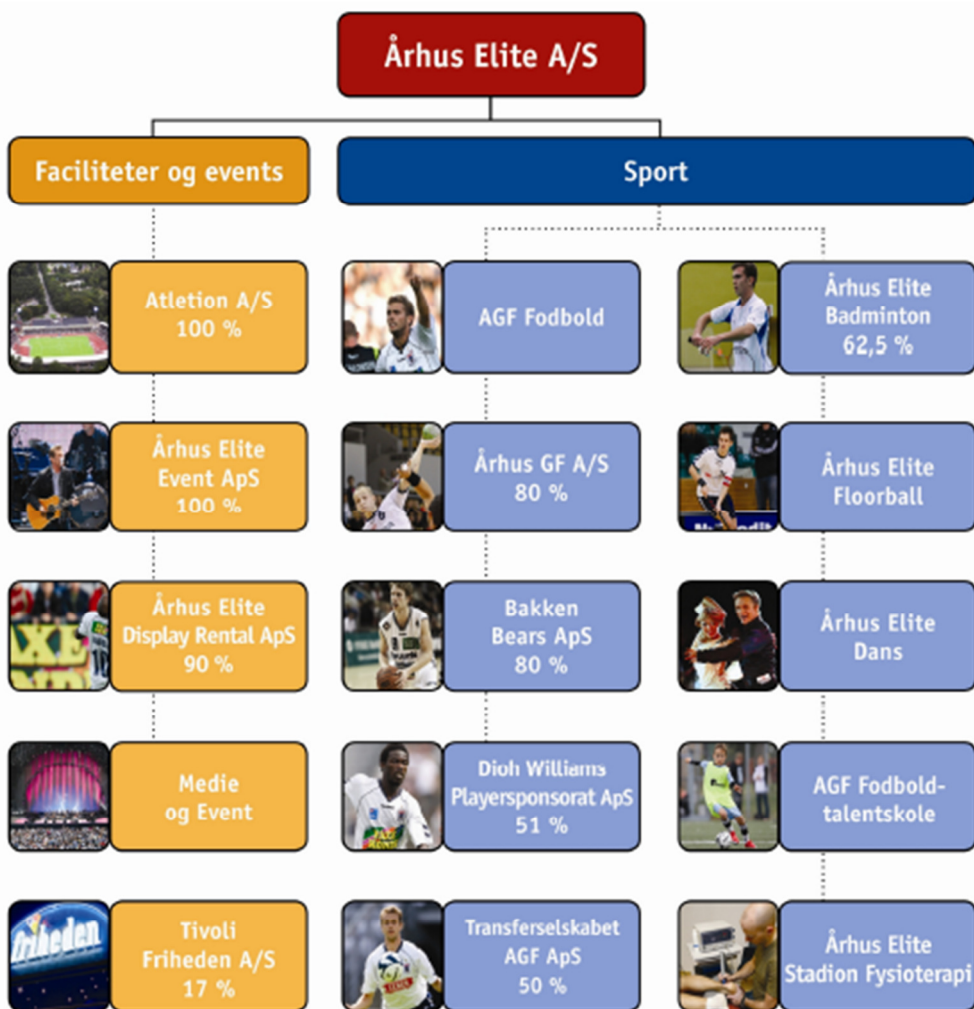 Århus Elite A/S
Faciliteter og events
Sport
Atletion A/S
100 %
Århus Elite
Event ApS
100 %
Århus Elite
Display Rental ApS
90 %
Medie
og Event
friheden
Tivoli
Friheden A/S
17 %
AGF Fodbold
Århus GF A/S
80 %
Bakken
Bears ApS
80 %
Dioh Williams
Playersponsorat ApS
51 %
Transferselskabet
AGF ApS
50 %
Århus Elite
Badminton
62,5 %
Århus Elite
Floorball
Århus Elite
Dans
AGF Fodbold-
talentskole
Århus Elite
Stadion Fysioterapi